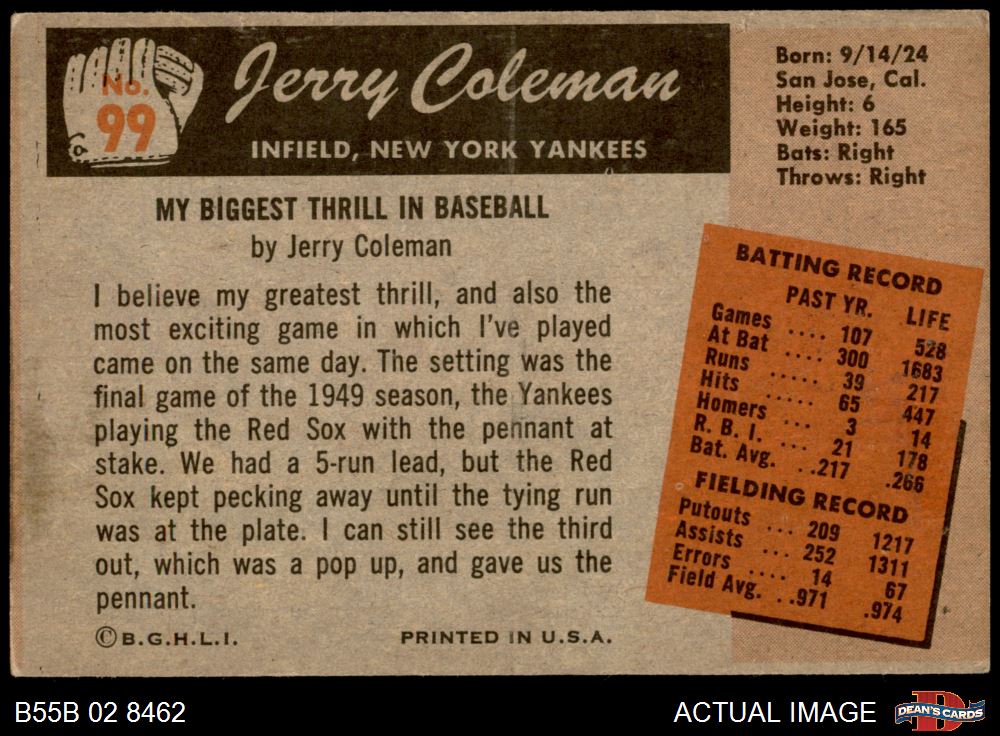 No.
99
Jerry Coleman
INFIELD, NEW YORK YANKEES
Born: 9/14/24
San Jose, Cal.
Height: 6
Weight: 165
Bats: Right
Throws: Right
MY BIGGEST THRILL IN BASEBALL
by Jerry Coleman
I believe my greatest thrill, and also the
most exciting game in which I've played
came on the same day. The setting was the
final game of the 1949 season, the Yankees
playing the Red Sox with the pennant at
stake. We had a 5-run lead, but the Red
Sox kept pecking away until the tying run
was at the plate. I can still see the third
out, which was a pop up, and gave us the
pennant.
©B.G.H.L.I. PRINTED IN U.S.A.
BATTING RECORD
PAST YR. LIFE
Games .... 107 528
At Bat .... 300 1683
Runs ..... 39 217
Hits ..... 65 447
Homers ... 3 14
R. B. I. ... 21 178
Bat. Avg. ..217 .266
FIELDING RECORD
Putouts ... 209 1217
Assists ... 252 1311
Errors .... 14 67
Field Avg. ..971 .974
B55B 02 8462
ACTUAL IMAGE
DEAN'S CARDS